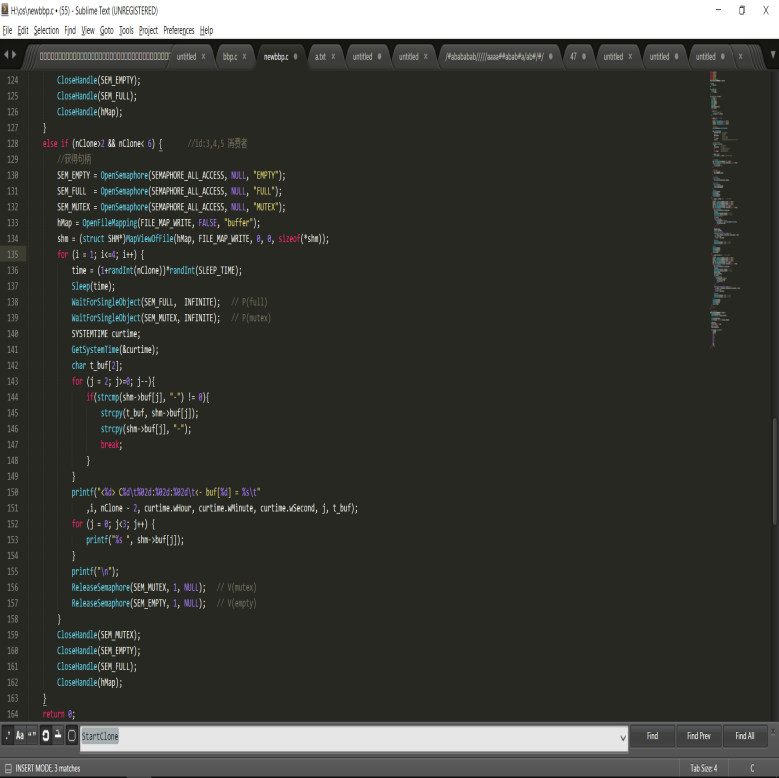 H:\os\newbbp.c • (55) - Sublime Text (UNREGISTERED)
File Edit Selection Find View Goto Tools Project Preferences Help
untitled × bbp.c × newbbp.c a.txt × untitled untitled × /#abababab/////aaaa##abab#a/ab#/#/ 47 untitled × untitled untitled
124 CloseHandle(SEM_EMPTY);
125 CloseHandle(SEM_FULL);
126 CloseHandle(hMap);
127 }
128 else if (nClone>2 && nClone< 6) { //id:3,4,5 消费者
129 //获得句柄
130 SEM_EMPTY = OpenSemaphore(SEMAPHORE_ALL_ACCESS, NULL, "EMPTY");
131 SEM_FULL = OpenSemaphore(SEMAPHORE_ALL_ACCESS, NULL, "FULL");
132 SEM_MUTEX = OpenSemaphore(SEMAPHORE_ALL_ACCESS, NULL, "MUTEX");
133 hMap = OpenFileMapping(FILE_MAP_WRITE, FALSE, "buffer");
134 shm = (struct SHM*)MapViewOfFile(hMap, FILE_MAP_WRITE, 0, 0, sizeof(*shm));
135 for (i = 1; i<=4; i++) {
136 time = (1+randInt(nClone))*randInt(SLEEP_TIME);
137 Sleep(time);
138 WaitForSingleObject(SEM_FULL, INFINITE); // P(full)
139 WaitForSingleObject(SEM_MUTEX, INFINITE); // P(mutex)
140 SYSTEMTIME curtime;
141 GetSystemTime(&curtime);
142 char t_buf[2];
143 for (j = 2; j>=0; j--){
144 if(strcmp(shm->buf[j], "-") != 0){
145 strcpy(t_buf, shm->buf[j]);
146 strcpy(shm->buf[j], "-");
147 break;
148 }
149 }
150 printf("<%d> C%d\t%02d:%02d:%02d\t<- buf[%d] = %s\t"
151 ,i, nClone - 2, curtime.wHour, curtime.wMinute, curtime.wSecond, j, t_buf);
152 for (j = 0; j<3; j++) {
153 printf("%s ", shm->buf[j]);
154 }
155 printf("\n");
156 ReleaseSemaphore(SEM_MUTEX, 1, NULL); // V(mutex)
157 ReleaseSemaphore(SEM_EMPTY, 1, NULL); // V(empty)
158 }
159 CloseHandle(SEM_MUTEX);
160 CloseHandle(SEM_EMPTY);
161 CloseHandle(SEM_FULL);
162 CloseHandle(hMap);
163 }
164 return 0;
.* Aa "" StartClone Find Find Prev Find All
INSERT MODE, 3 matches Tab Size: 4 C